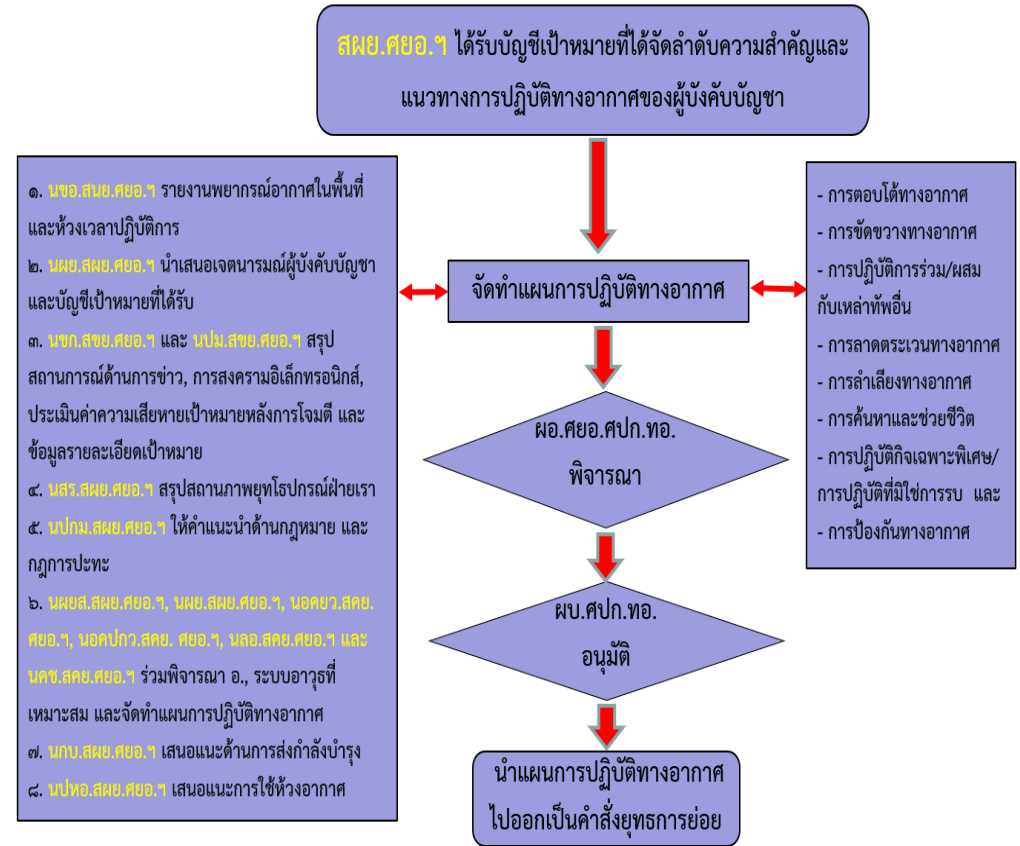 สผย.ศยอ.ฯ ได้รับบัญชีเป้าหมายที่ได้จัดลำดับความสำคัญและ
แนวทางการปฏิบัติทางอากาศของผู้บังคับบัญชา
๑. นขอ.สนย.ศยอ.ฯ รายงานพยากรณ์อากาศในพื้นที่
และห้วงเวลาปฏิบัติการ
๒. นผย.สผย.ศยอ.ฯ นำเสนอเจตนารมณ์ผู้บังคับบัญชา
และบัญชีเป้าหมายที่ได้รับ
๓. นขก.สขย.ศยอ.ฯ และ นปม.สขย.ศยอ.ฯ สรุป
สถานการณ์ด้านการข่าว, การสงครามอิเล็กทรอนิกส์,
ประเมินค่าความเสียหายเป้าหมายหลังการโจมตี และ
ข้อมูลรายละเอียดเป้าหมาย
๔. นสร.สผย.ศยอ.ฯ สรุปสถานภาพยุทโธปกรณ์ฝ่ายเรา
๕. นปกม.สผย.ศยอ.ฯ ให้คำแนะนำด้านกฎหมาย และ
กฎการปะทะ
๖. นผยส.สผย.ศยอ.ฯ, นผย.สผย.ศยอ.ฯ, นอคยว.สคย.
ศยอ.ฯ, นอคปกว.สคย. ศยอ.ฯ, นลอ.สคย.ศยอ.ฯ และ
นคช.สคย.ศยอ.ฯ ร่วมพิจารณา อ., ระบบอาวุธที่
เหมาะสม และจัดทำแผนการปฏิบัติทางอากาศ
๗. นกบ.สผย.ศยอ.ฯ เสนอแนะด้านการส่งกำลังบำรุง
๘. นปหอ.สผย.ศยอ.ฯ เสนอแนะการใช้ห้วงอากาศ
จัดทำแผนการปฏิบัติทางอากาศ
- การตอบโต้ทางอากาศ
- การขัดขวางทางอากาศ
- การปฏิบัติการร่วม/ผสม
กับเหล่าทัพอื่น
- การลาดตระเวนทางอากาศ
- การลำเลียงทางอากาศ
- การค้นหาและช่วยชีวิต
- การปฏิบัติกิจเฉพาะพิเศษ/
การปฏิบัติที่มิใช่การรบ และ
- การป้องกันทางอากาศ
ผอ.ศยอ.ศปก.ทอ.
พิจารณา
ผบ.ศปก.ทอ.
อนุมัติ
นำแผนการปฏิบัติทางอากาศ
ไปออกเป็นคำสั่งยุทธการย่อย